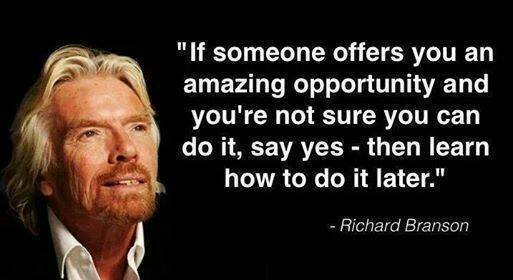 "If someone offers you an
amazing opportunity and
you're not sure you can
do it, say yes - then learn
how to do it later."
- Richard Branson